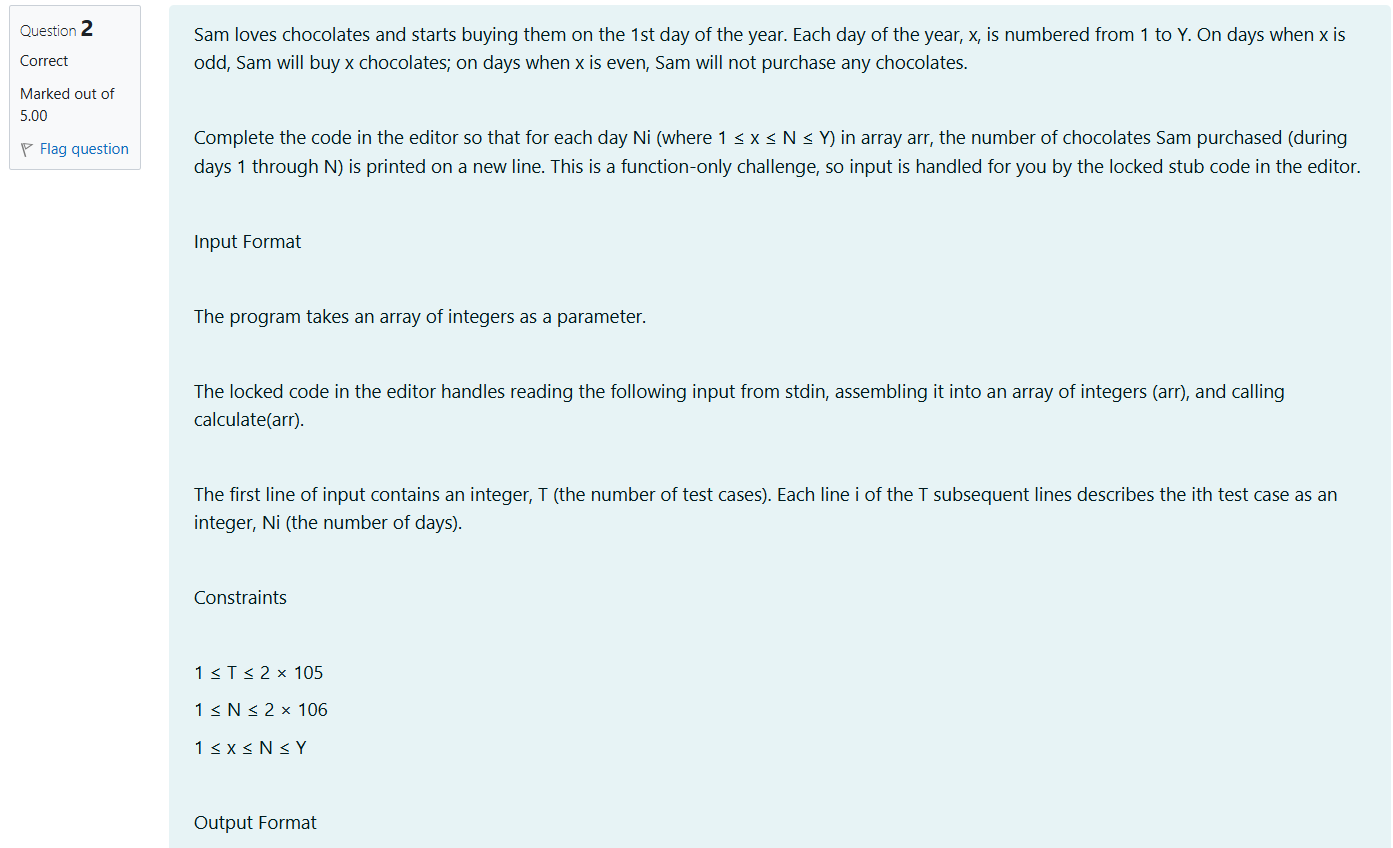 Question 2
Correct
Marked out of
5.00
Flag question
Sam loves chocolates and starts buying them on the 1st day of the year. Each day of the year, x, is numbered from 1 to Y. On days when x is
odd, Sam will buy x chocolates; on days when x is even, Sam will not purchase any chocolates.
Complete the code in the editor so that for each day Ni (where 1 ≤ x ≤ N ≤ Y) in array arr, the number of chocolates Sam purchased (during
days 1 through N) is printed on a new line. This is a function-only challenge, so input is handled for you by the locked stub code in the editor.
Input Format
The program takes an array of integers as a parameter.
The locked code in the editor handles reading the following input from stdin, assembling it into an array of integers (arr), and calling
calculate(arr).
The first line of input contains an integer, T (the number of test cases). Each line i of the T subsequent lines describes the ith test case as an
integer, Ni (the number of days).
Constraints
1 ≤ T ≤ 2 × 105
1 ≤ N ≤ 2 × 106
1 ≤ x ≤ N ≤ Y
Output Format